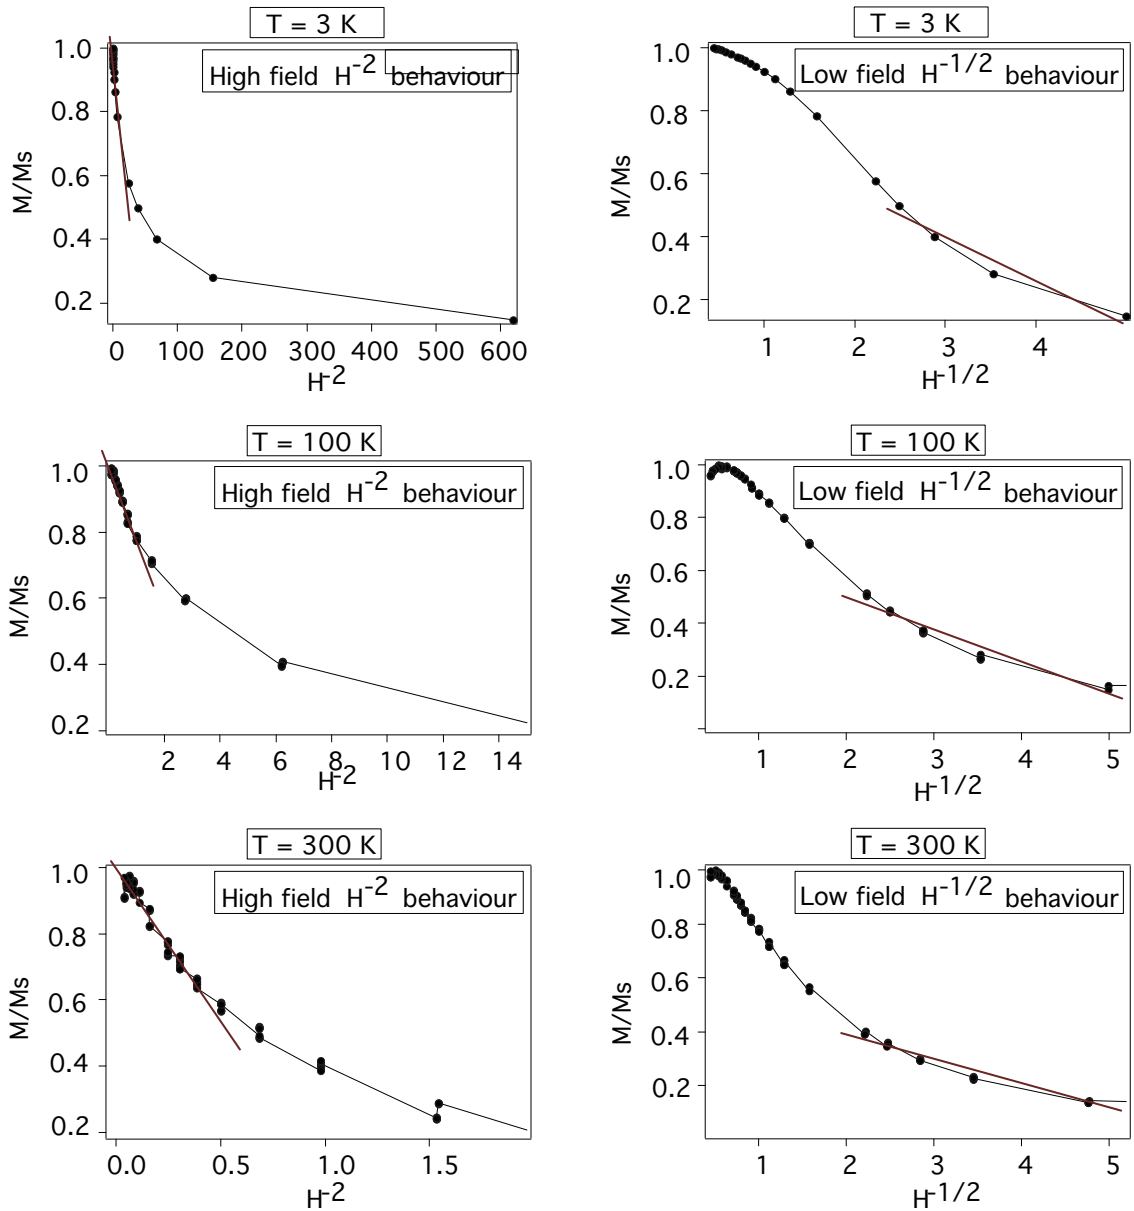 T = 3 K
High field H-2 behaviour
M/Ms
1.0
0.8
0.6
0.4
0.2
0 100 200 300 400 500 600
H-2
T = 3 K
Low field H-1/2 behaviour
M/Ms
1.0
0.8
0.6
0.4
0.2
1 2 3 4
H-1/2
T = 100 K
High field H-2 behaviour
M/Ms
1.0
0.8
0.6
0.4
0.2
2 4 6 8 10 12 14
H-2
T = 100 K
Low field H-1/2 behaviour
M/Ms
1.0
0.8
0.6
0.4
0.2
1 2 3 4 5
H-1/2
T = 300 K
High field H-2 behaviour
M/Ms
1.0
0.8
0.6
0.4
0.2
0.0 0.5 1.0 1.5
H-2
T = 300 K
Low field H-1/2 behaviour
M/Ms
1.0
0.8
0.6
0.4
0.2
1 2 3 4 5
H-1/2